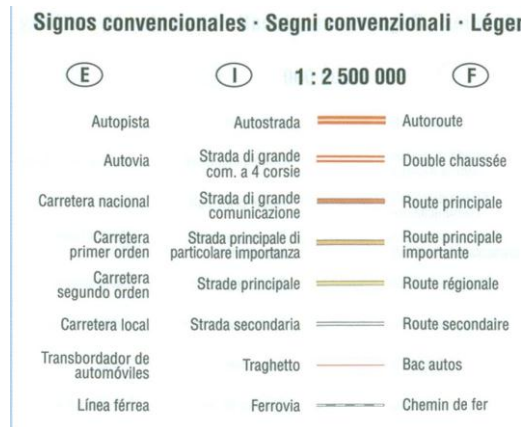 Signos convencionales · Segni convenzionali · Léger
E I 1 : 2 500 000 F
Autopista Autostrada Autoroute
Autovia Strada di grande com. a 4 corsie Double chaussée
Carretera nacional Strada di grande comunicazione Route principale
Carretera primer orden Strada principale di particolare importanza Route principale importante
Carretera segundo orden Strade principale Route régionale
Carretera local Strada secondaria Route secondaire
Transbordador de automóviles Traghetto Bac autos
Línea férrea Ferrovia Chemin de fer